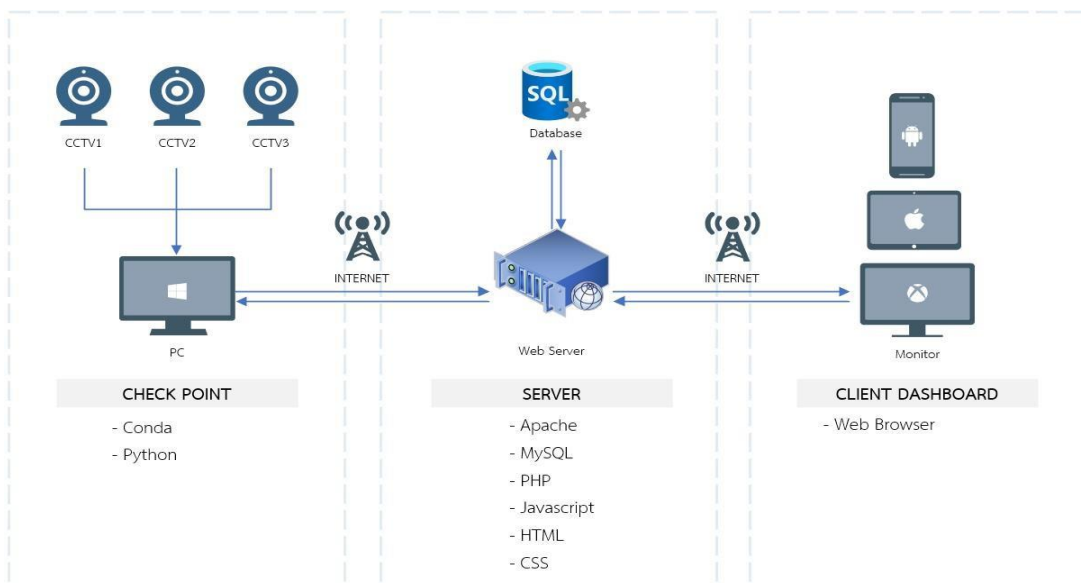 CCTV1
CCTV2
CCTV3
PC
CHECK POINT
- Conda
- Python
INTERNET
SQL
Database
Web Server
SERVER
- Apache
- MySQL
- PHP
- Javascript
- HTML
- CSS
INTERNET
Monitor
CLIENT DASHBOARD
- Web Browser